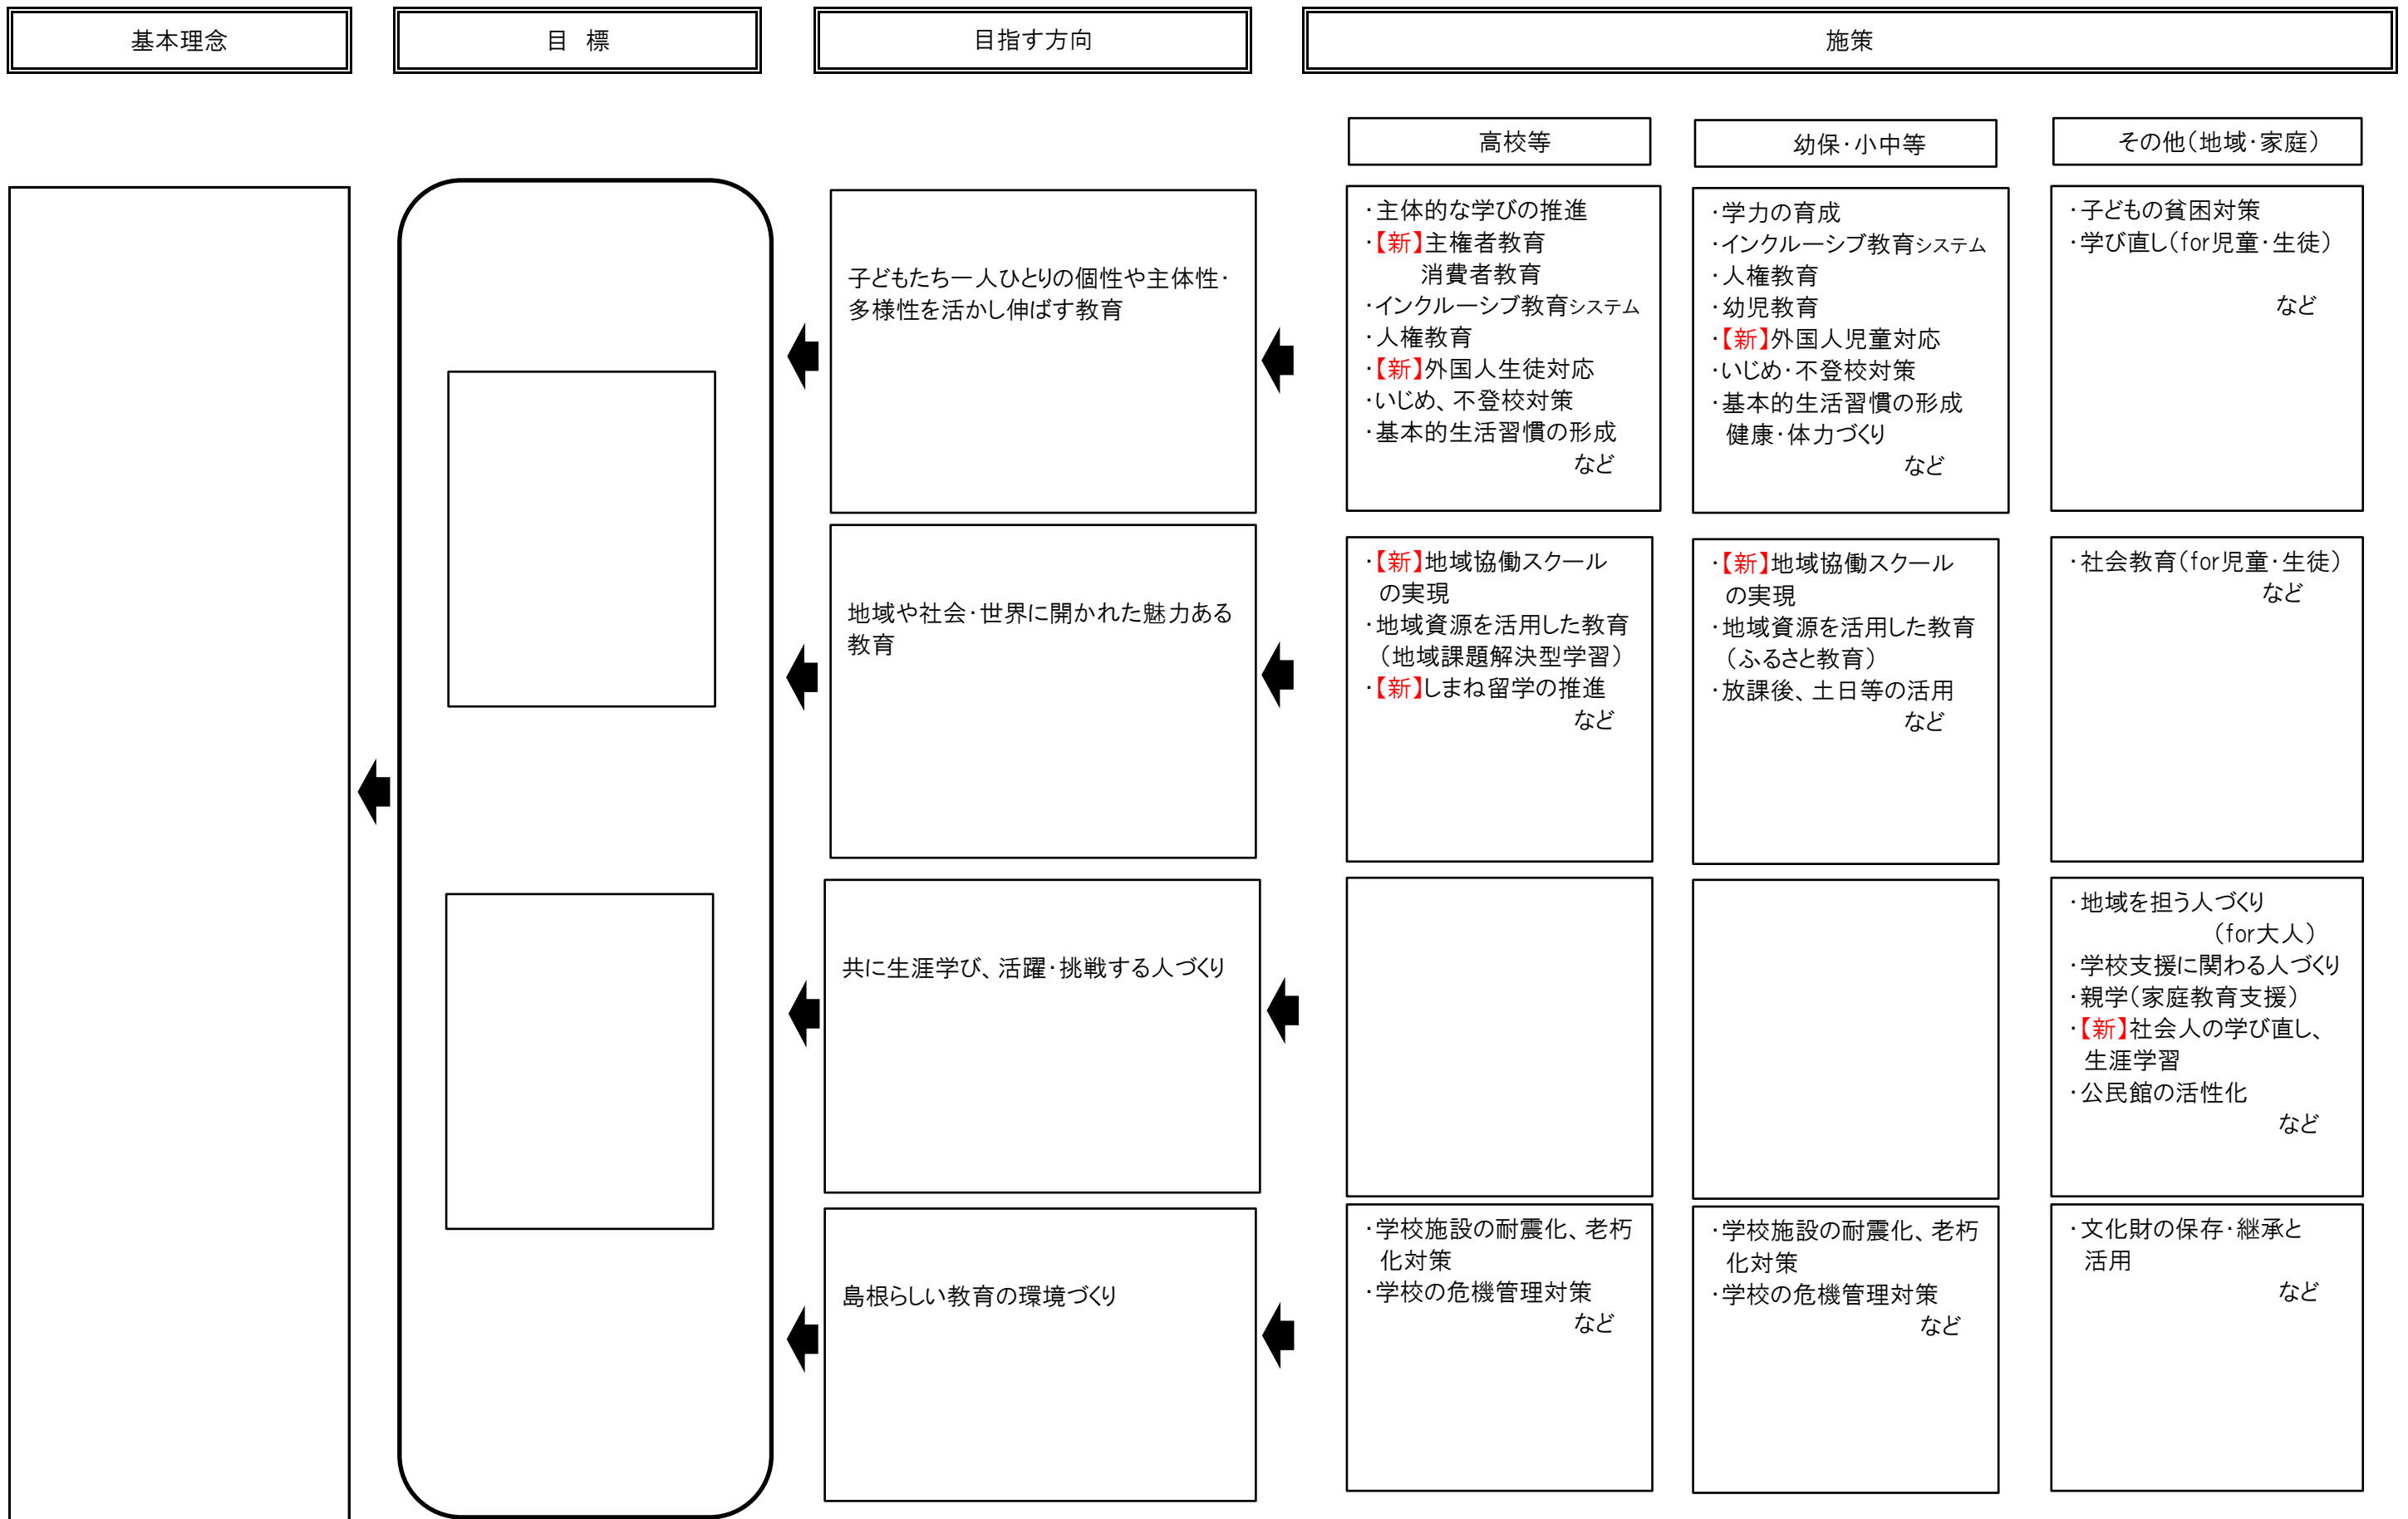 基本理念
目　標
目指す方向
施策
高校等
幼保・小中等
その他（地域・家庭）
子どもたち一人ひとりの個性や主体性・
多様性を活かし伸ばす教育
・主体的な学びの推進
・【新】主権者教育
消費者教育
・インクルーシブ教育システム
・人権教育
・【新】外国人生徒対応
・いじめ、不登校対策
・基本的生活習慣の形成
など
・学力の育成
・インクルーシブ教育システム
・人権教育
・幼児教育
・【新】外国人児童対応
・いじめ・不登校対策
・基本的生活習慣の形成
健康・体力づくり
など
・子どもの貧困対策
・学び直し（for児童・生徒）
など
地域や社会・世界に開かれた魅力ある
教育
・【新】地域協働スクール
の実現
・地域資源を活用した教育
（地域課題解決型学習）
・【新】しまね留学の推進
など
・【新】地域協働スクール
の実現
・地域資源を活用した教育
（ふるさと教育）
・放課後、土日等の活用
など
・社会教育（for児童・生徒）
など
共に生涯学び、活躍・挑戦する人づくり
・地域を担う人づくり
（for大人）
・学校支援に関わる人づくり
・親学（家庭教育支援）
・【新】社会人の学び直し、
生涯学習
・公民館の活性化
など
島根らしい教育の環境づくり
・学校施設の耐震化、老朽
化対策
・学校の危機管理対策
など
・学校施設の耐震化、老朽
化対策
・学校の危機管理対策
など
・文化財の保存・継承と
活用
など